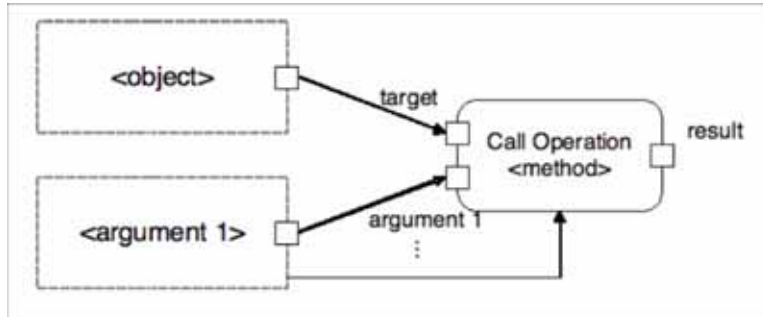 <object>
target
Call Operation
<method>
result
<argument 1>
argument 1
...